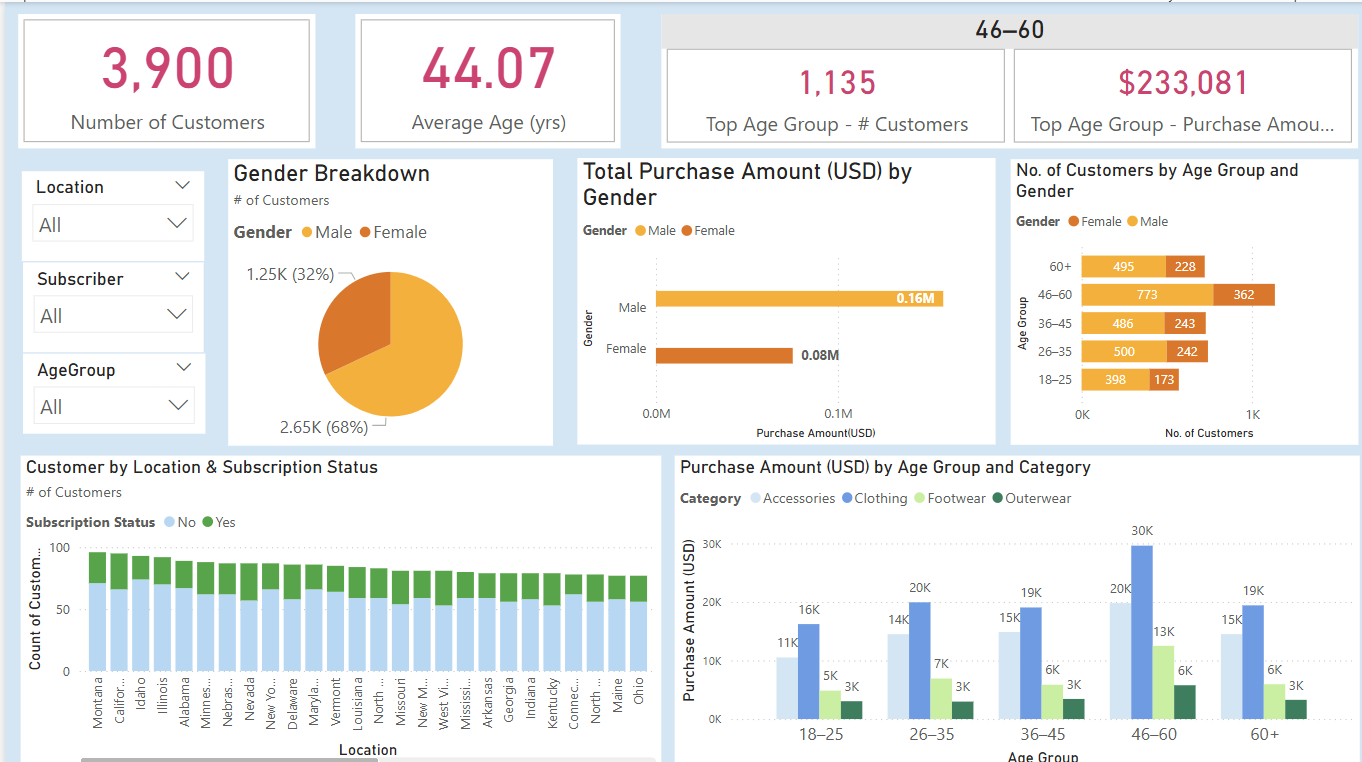 3,900
Number of Customers
44.07
Average Age (yrs)
46–60
1,135
Top Age Group - # Customers
$233,081
Top Age Group - Purchase Amou...
Location
All
Subscriber
All
AgeGroup
All
Gender Breakdown
# of Customers
Gender Male Female
1.25K (32%)
2.65K (68%)
Total Purchase Amount (USD) by
Gender
Gender Male Female
Gender
Male
0.16M
Female
0.08M
0.0M 0.1M
Purchase Amount(USD)
No. of Customers by Age Group and
Gender
Gender Female Male
Age Group
60+ 495 228
46–60 773 362
36–45 486 243
26–35 500 242
18–25 398 173
0K 1K
No. of Customers
Customer by Location & Subscription Status
# of Customers
Subscription Status No Yes
Count of Custom...
100
50
0
Montana
Califor...
Idaho
Illinois
Alabama
Minnes...
Nebras...
Nevada
New Yo...
Delaware
Maryla...
Vermont
Louisiana
North ...
Missouri
New M...
West Vi...
Mississi...
Arkansas
Georgia
Indiana
Kentucky
Connec...
North ...
Maine
Ohio
Location
Purchase Amount (USD) by Age Group and Category
Category Accessories Clothing Footwear Outerwear
Purchase Amount (USD)
30K
20K
10K
0K
11K 16K 5K 3K
14K 20K 7K 3K
15K 19K 6K 3K
20K 30K 13K 6K
15K 19K 6K 3K
18–25 26–35 36–45 46–60 60+
Age Group